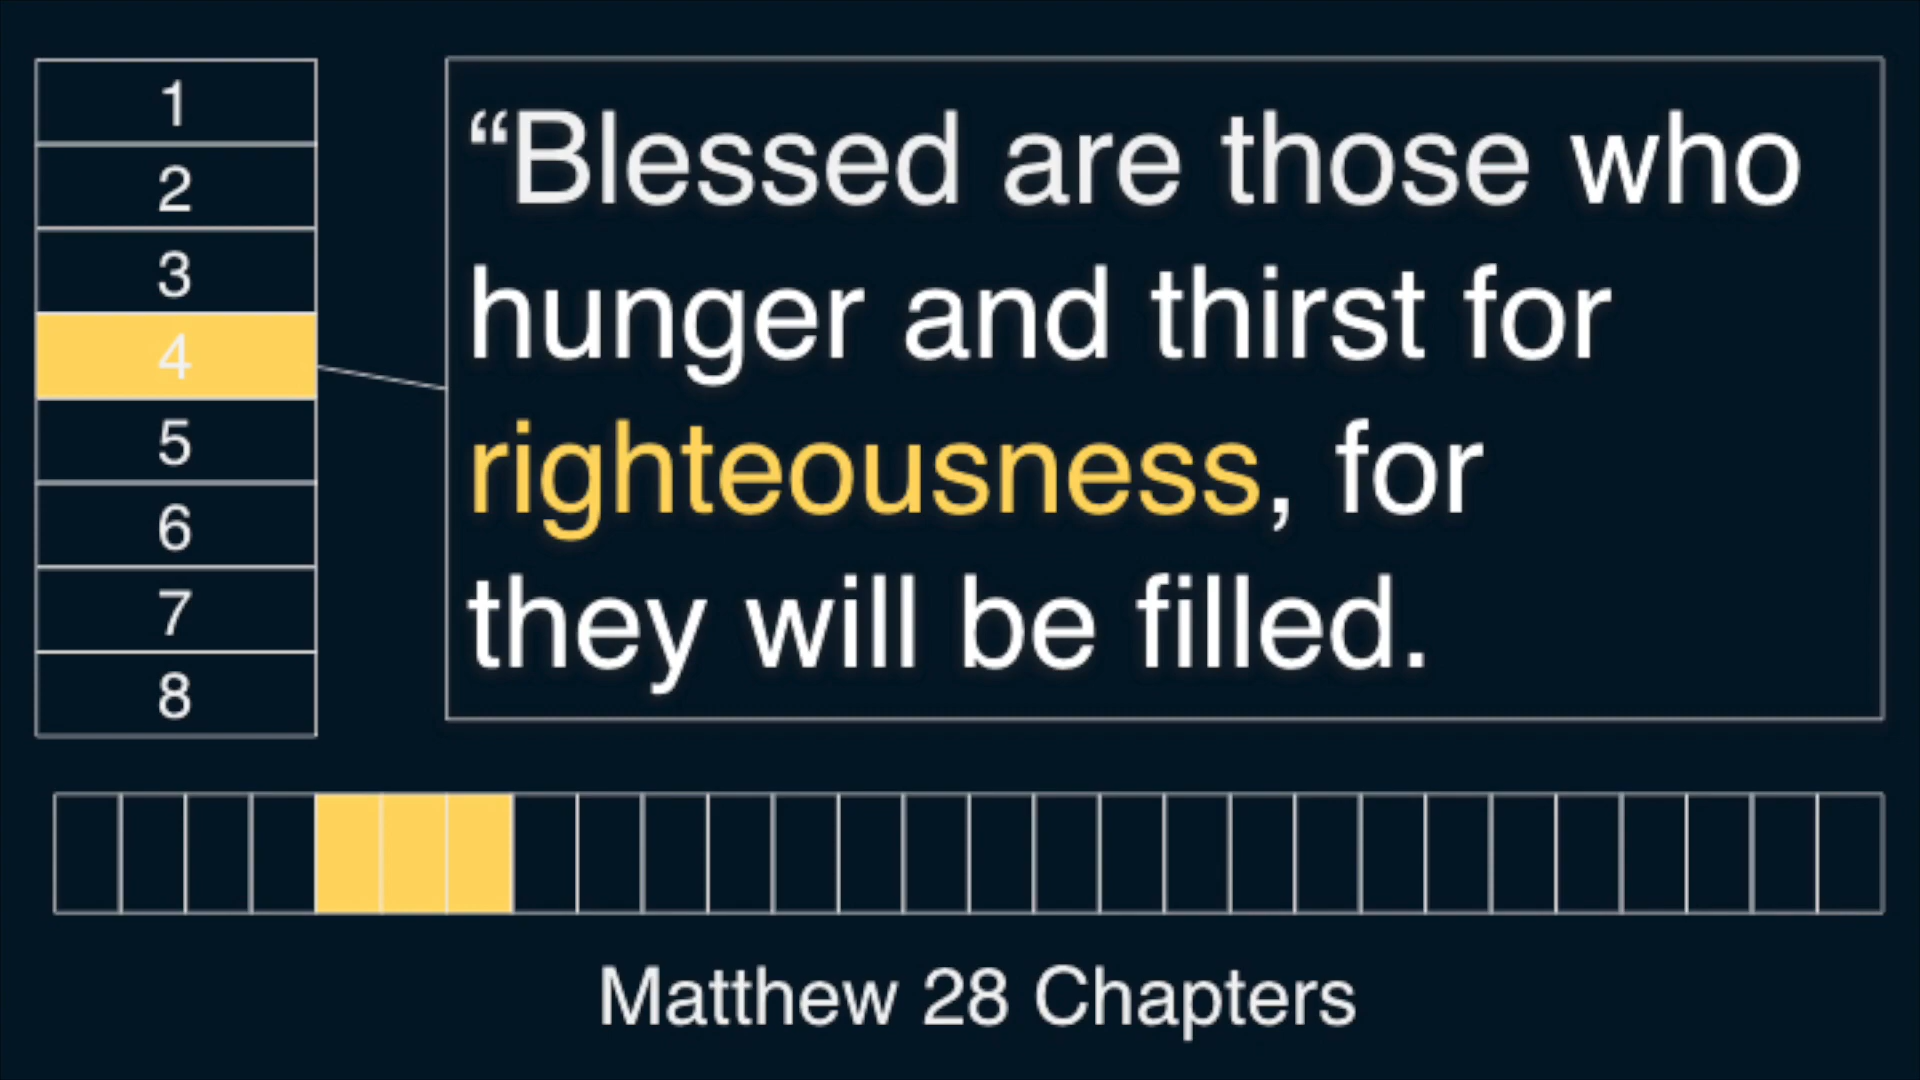 1
2
3
4
5
6
7
8
“Blessed are those who
hunger and thirst for
righteousness, for
they will be filled.
Matthew 28 Chapters